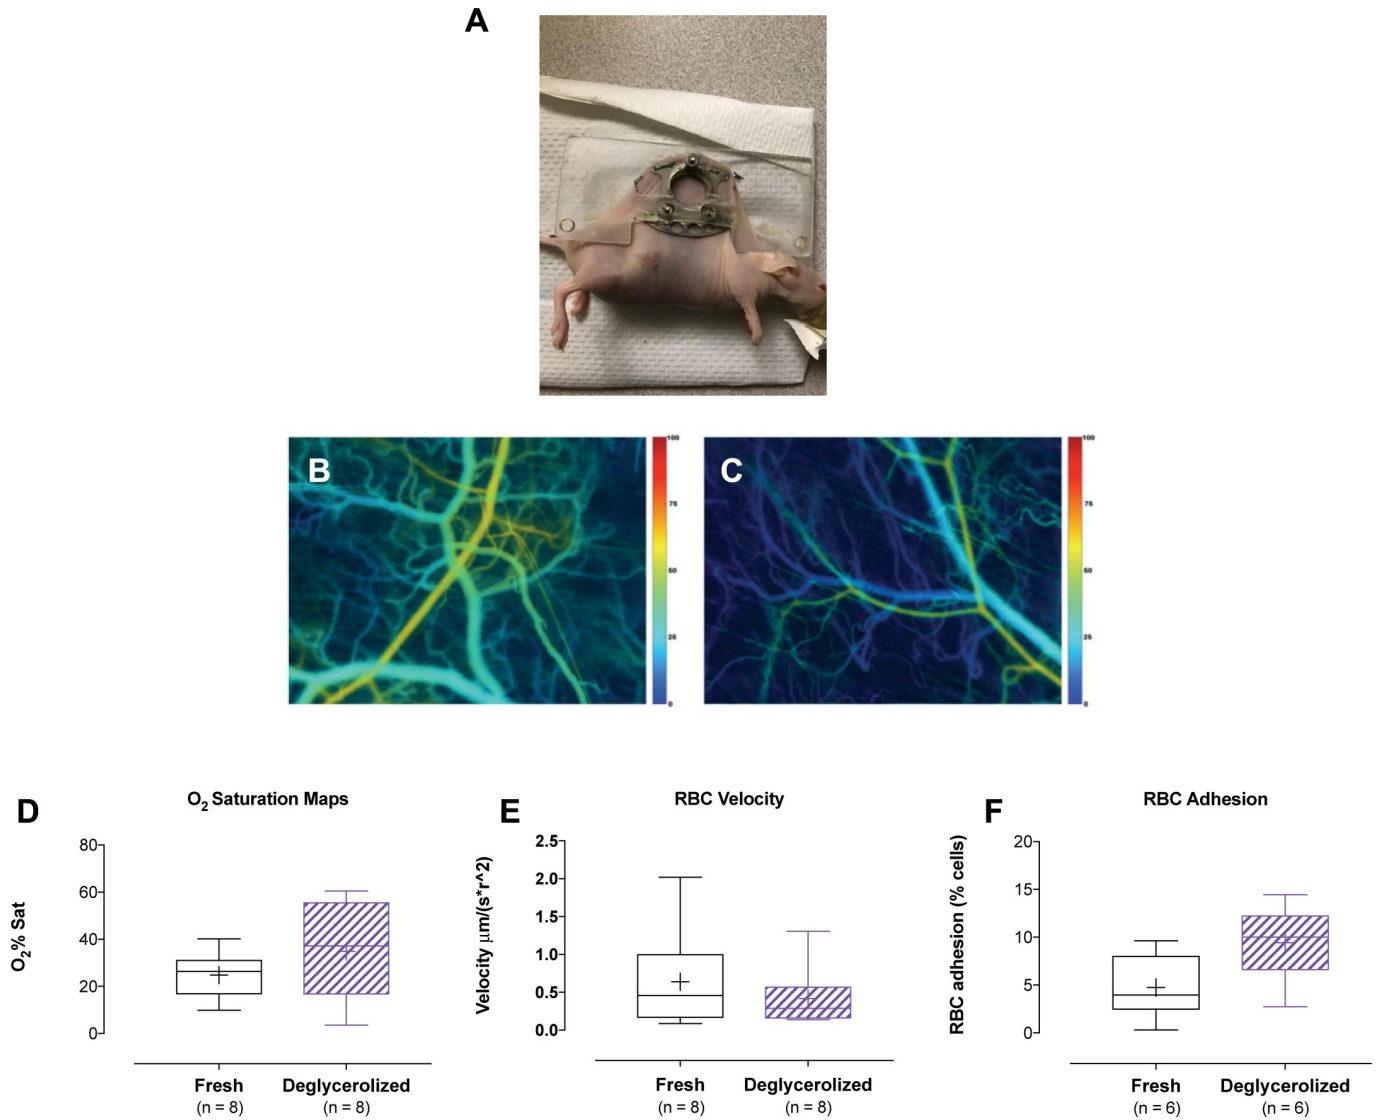 A
B
100
75
50
25
0
C
100
75
50
25
0
D
O2 Saturation Maps
O2% Sat
80
60
40
20
0
Fresh
(n = 8)
Deglycerolized
(n = 8)
E
RBC Velocity
Velocity μm/(s*r^2)
2.5
2.0
1.5
1.0
0.5
0.0
Fresh
(n = 8)
Deglycerolized
(n = 8)
F
RBC Adhesion
RBC adhesion (% cells)
20
15
10
5
0
Fresh
(n = 6)
Deglycerolized
(n = 6)